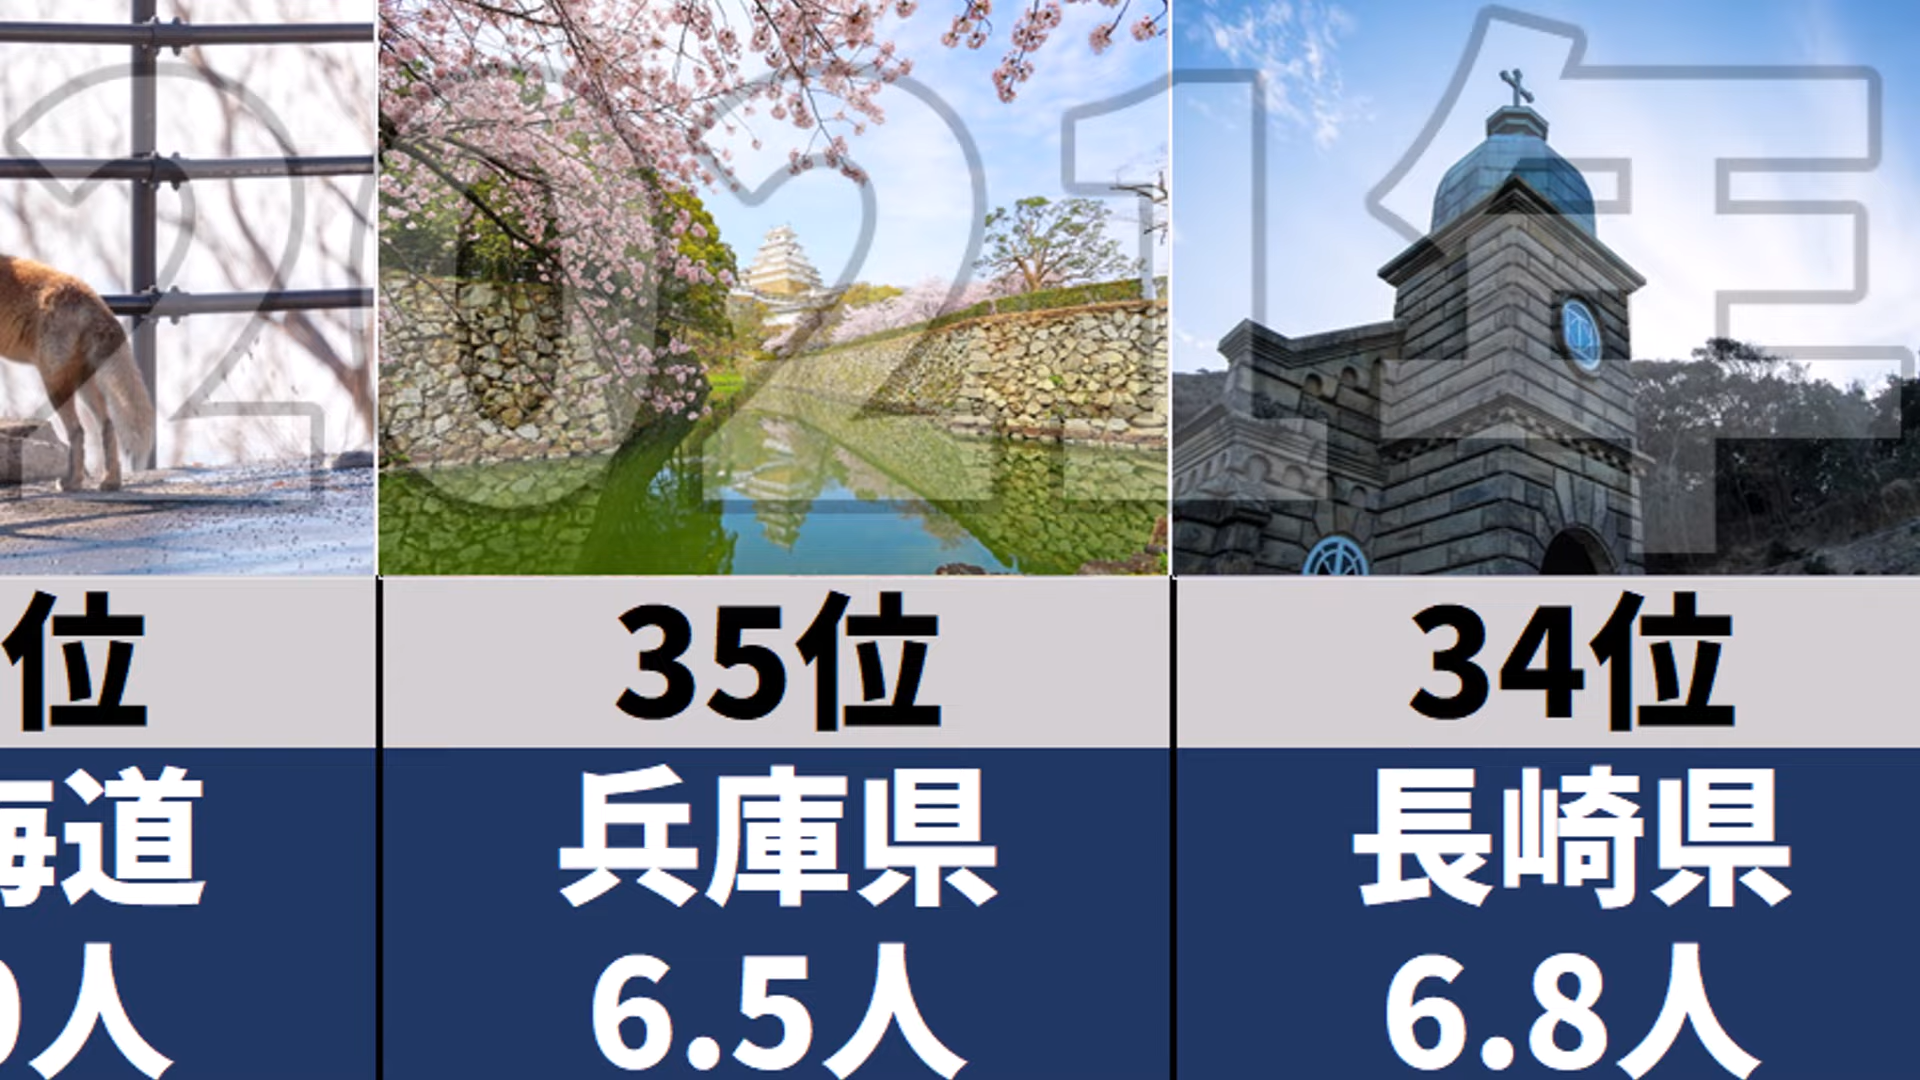 2021年
位 35位 34位
海道 兵庫県 長崎県
0人 6.5人 6.8人